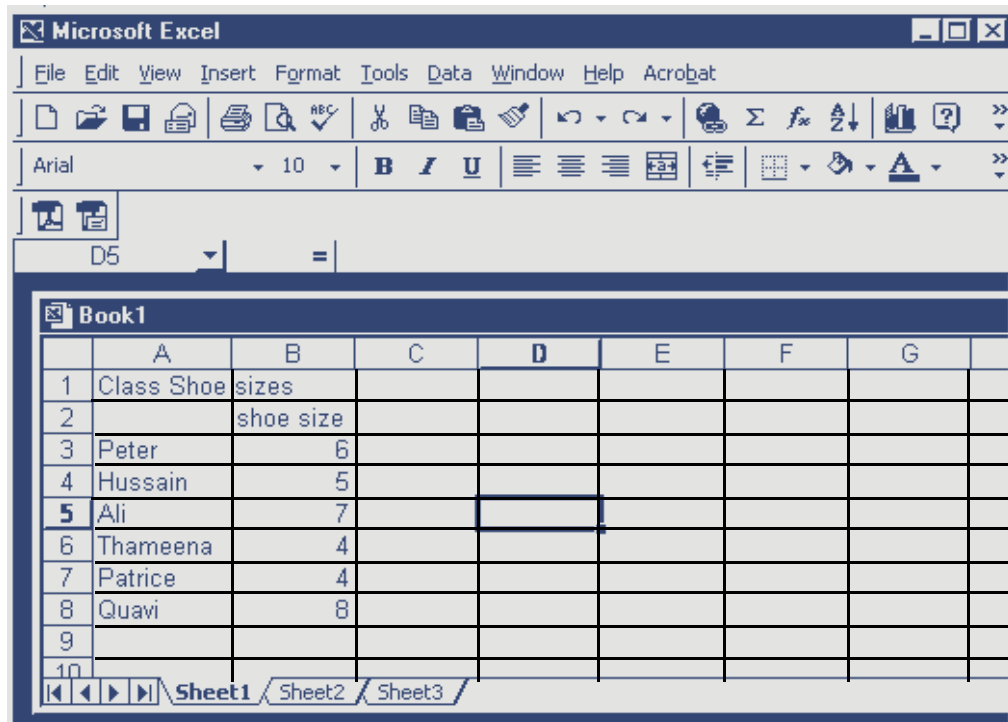 Microsoft Excel
File Edit View Insert Format Tools Data Window Help Acrobat
ABC Σ fx A Z ?
Arial 10 B I U a A
D5 =
Book1
A B C D E F G
1 Class Shoe sizes
2 shoe size
3 Peter 6
4 Hussain 5
5 Ali 7
6 Thameena 4
7 Patrice 4
8 Quavi 8
9
10
Sheet1 Sheet2 Sheet3